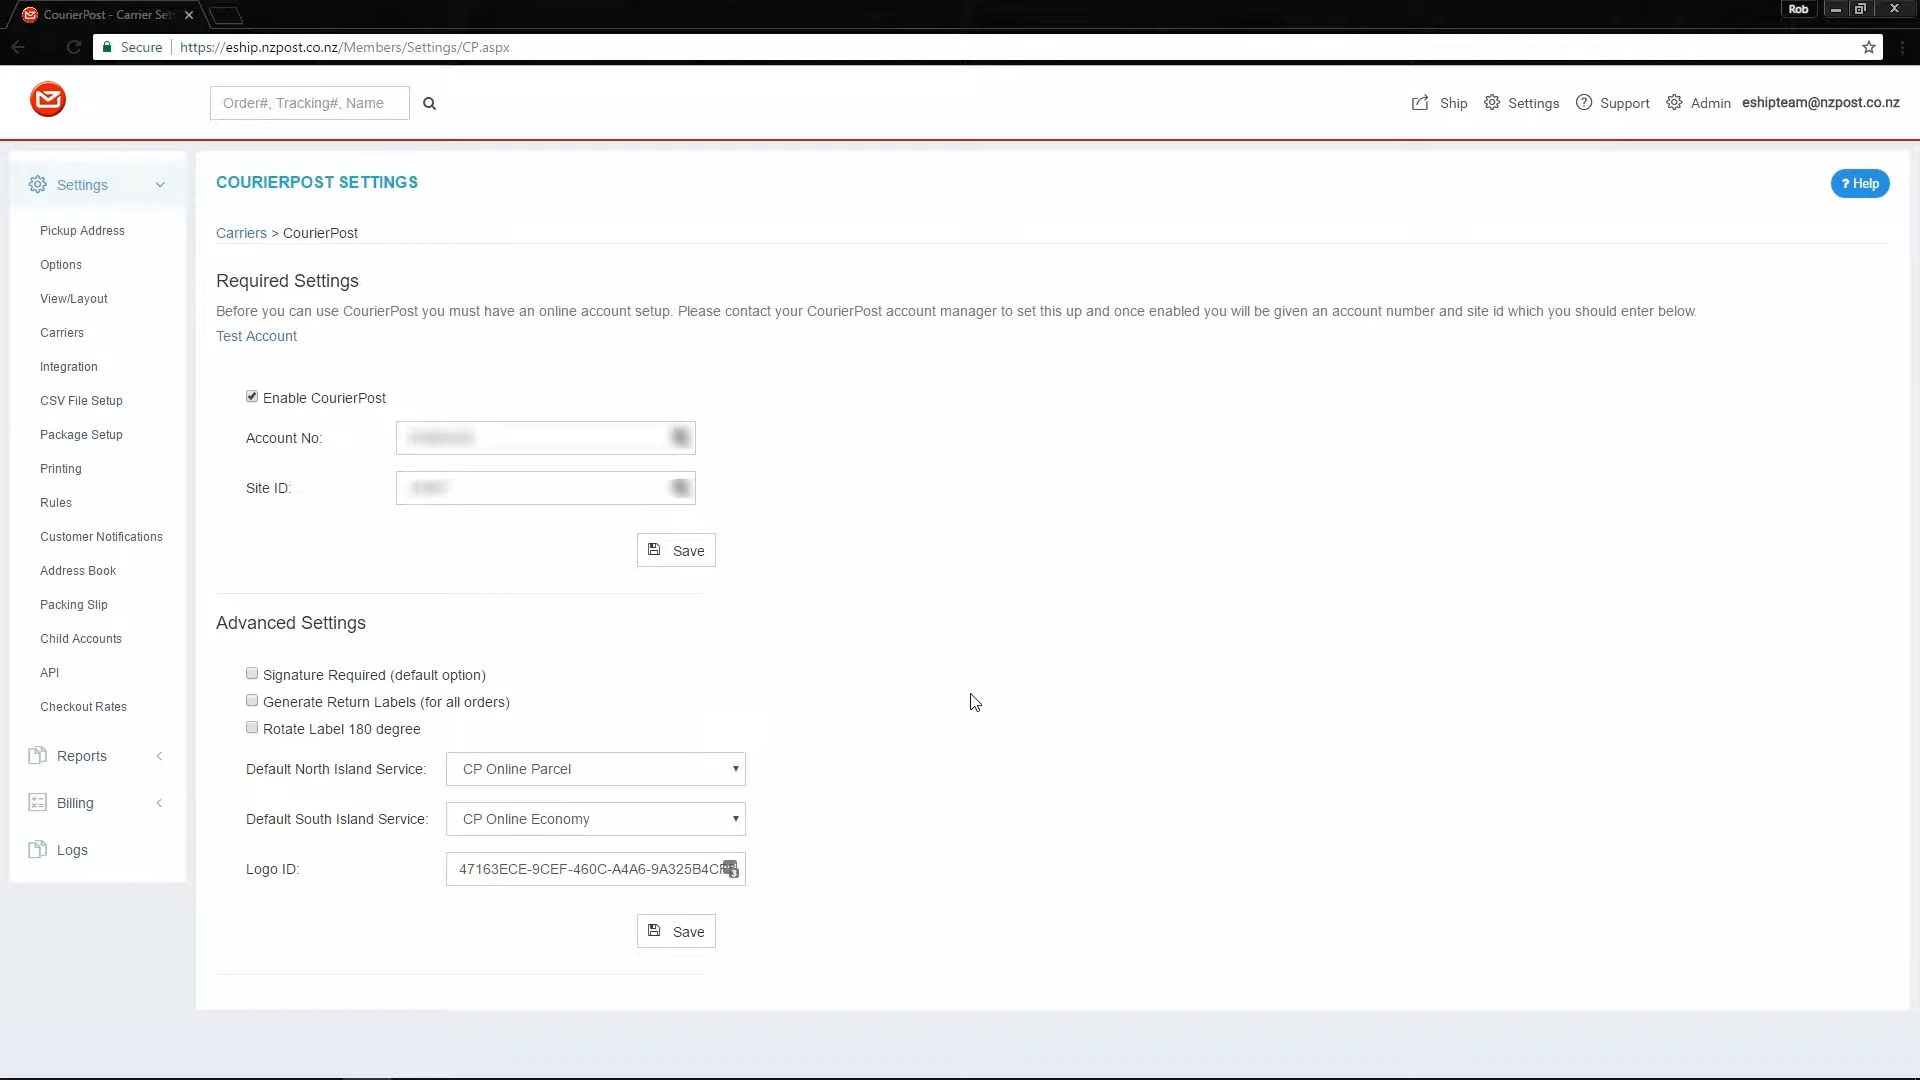 CourierPost - Carrier Set
Rob
Secure
https://eship.nzpost.co.nz/Members/Settings/CP.aspx
Order#, Tracking#, Name
Ship
Settings
Support
Admin
eshipteam@nzpost.co.nz
Settings
Pickup Address
Options
View/Layout
Carriers
Integration
CSV File Setup
Package Setup
Printing
Rules
Customer Notifications
Address Book
Packing Slip
Child Accounts
API
Checkout Rates
Reports
Billing
Logs
COURIERPOST SETTINGS
? Help
Carriers > CourierPost
Required Settings
Before you can use CourierPost you must have an online account setup. Please contact your CourierPost account manager to set this up and once enabled you will be given an account number and site id which you should enter below.
Test Account
Enable CourierPost
Account No:
Site ID:
Save
Advanced Settings
Signature Required (default option)
Generate Return Labels (for all orders)
Rotate Label 180 degree
Default North Island Service: CP Online Parcel
Default South Island Service: CP Online Economy
Logo ID: 47163ECE-9CEF-460C-A4A6-9A325B4C
Save